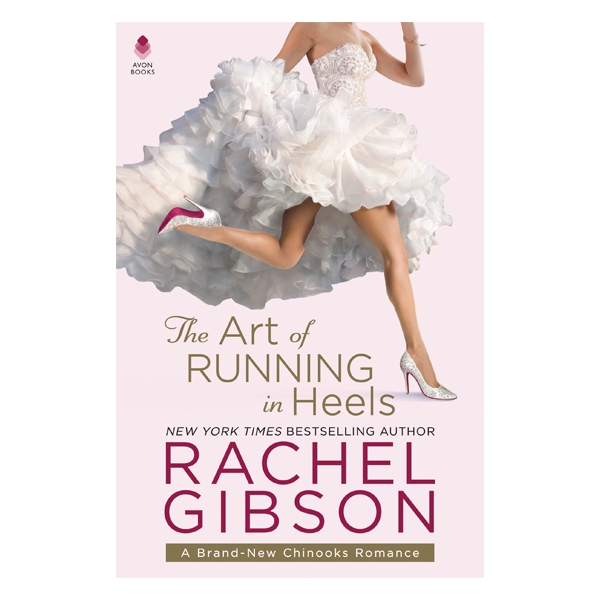 AVON
BOOKS
The Art of
RUNNING
in Heels
NEW YORK TIMES BESTSELLING AUTHOR
RACHEL
GIBSON
A Brand-New Chinooks Romance